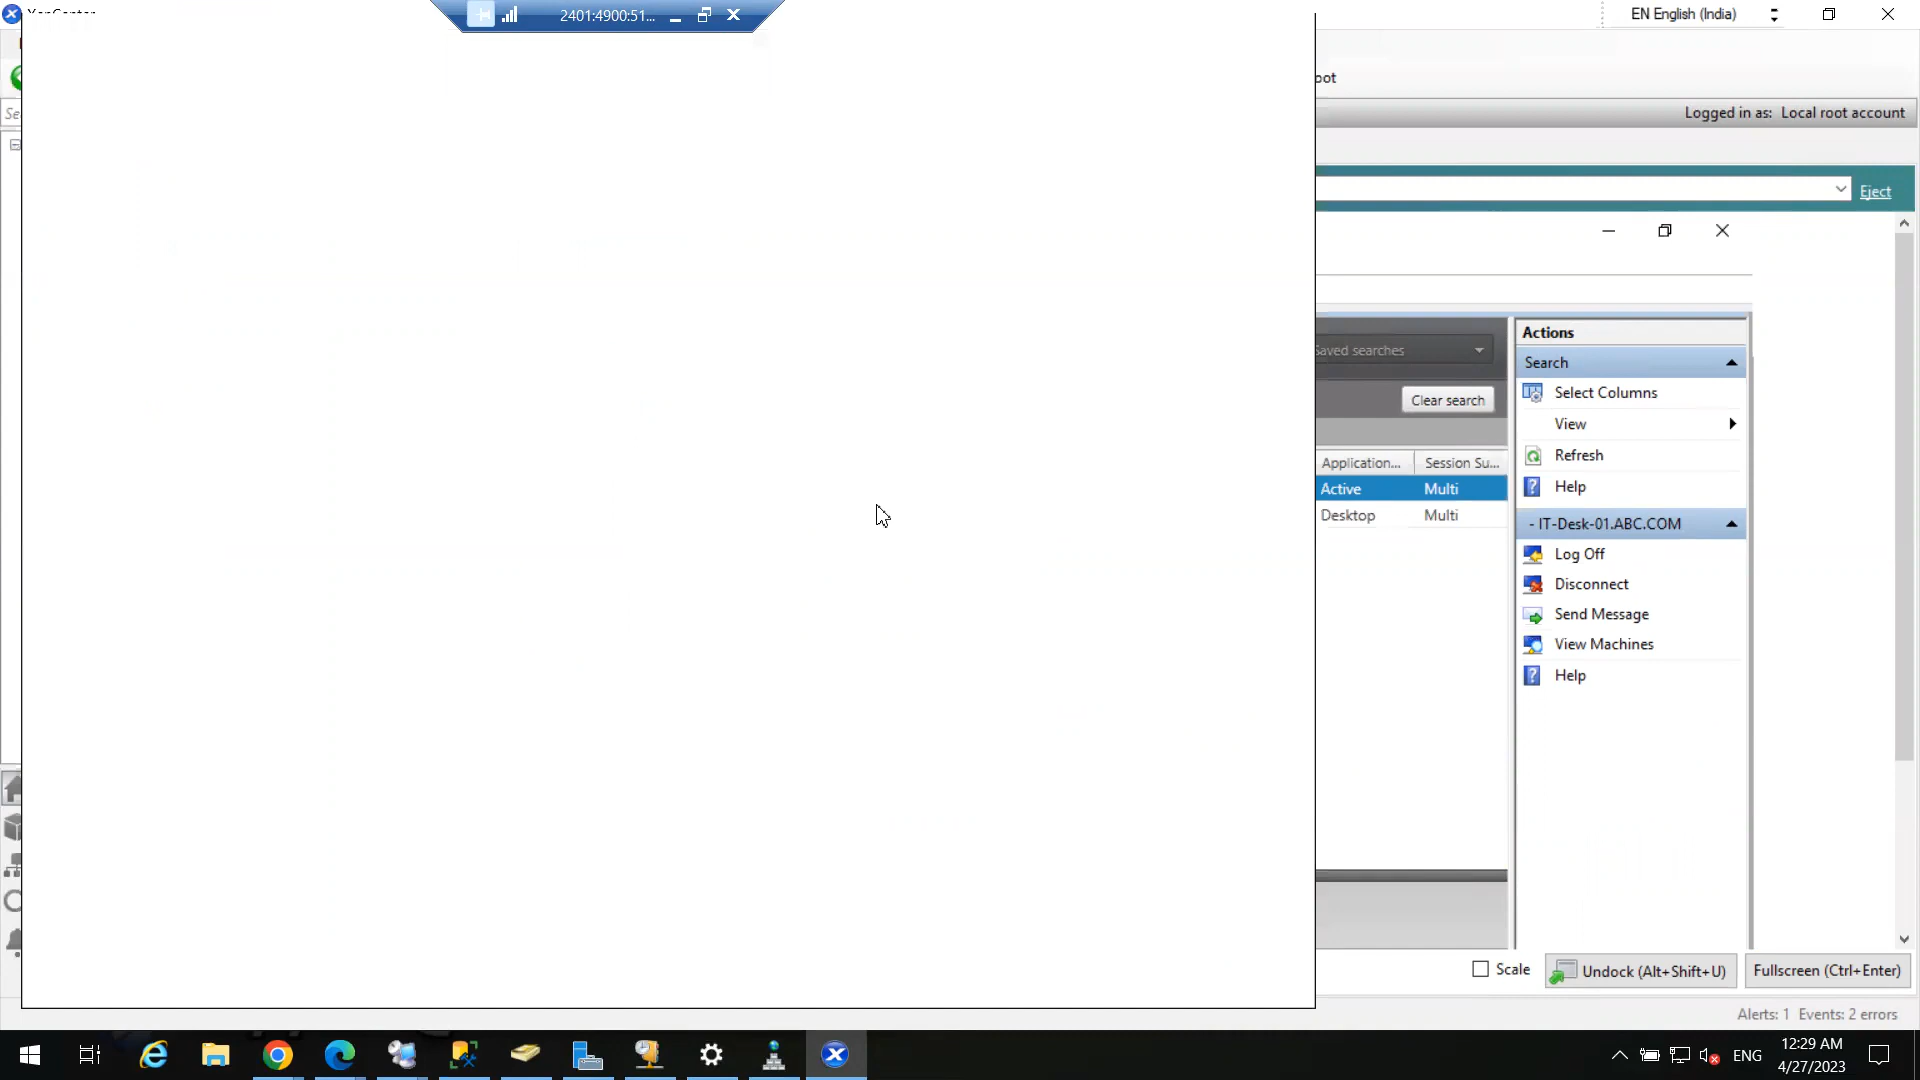 2401:4900:51...
EN English (India)
oot
Logged in as: Local root account
Eject
Actions
Saved searches
Search
Clear search
Select Columns
View
Refresh
Application...
Session Su...
Help
Active
Multi
Desktop
Multi
- IT-Desk-01.ABC.COM
Log Off
Disconnect
Send Message
View Machines
Help
Scale
Undock (Alt+Shift+U)
Fullscreen (Ctrl+Enter)
Alerts: 1 Events: 2 errors
ENG
12:29 AM
4/27/2023